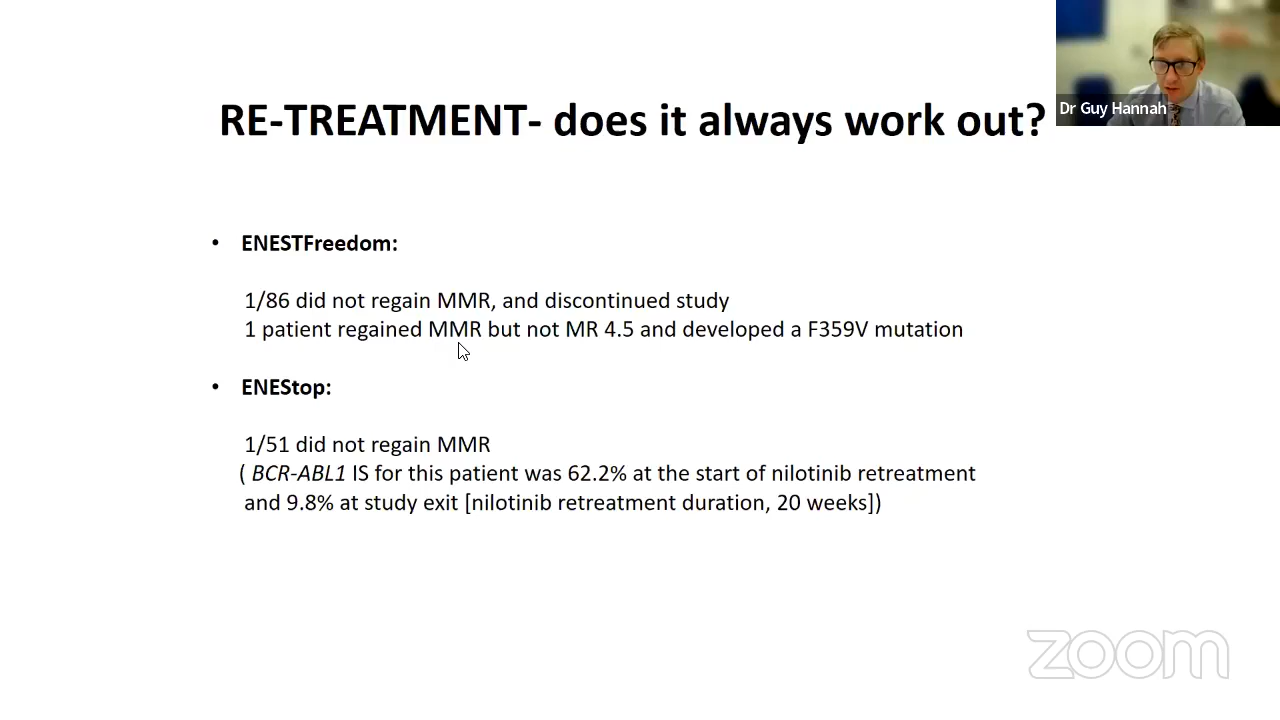 Dr Guy Hannah
RE-TREATMENT- does it always work out?
• ENESTFreedom:
1/86 did not regain MMR, and discontinued study
1 patient regained MMR but not MR 4.5 and developed a F359V mutation
• ENEStop:
1/51 did not regain MMR
( BCR-ABL1 IS for this patient was 62.2% at the start of nilotinib retreatment
and 9.8% at study exit [nilotinib retreatment duration, 20 weeks])
zoom